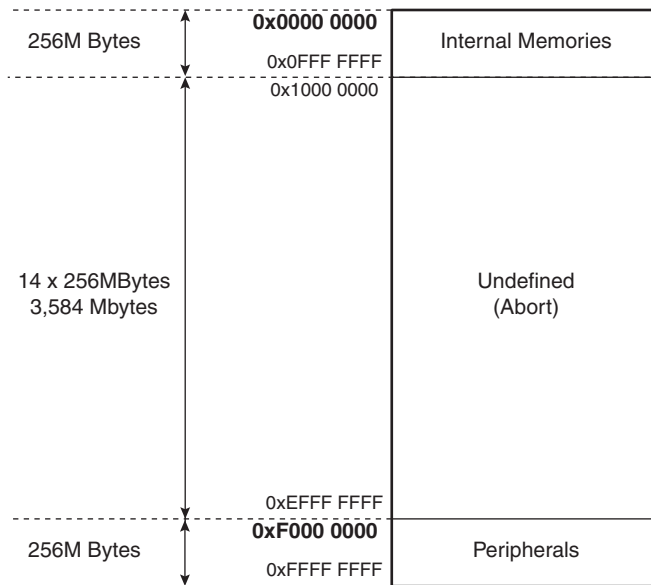 256M Bytes
0x0000 0000
0x0FFF FFFF
Internal Memories
0x1000 0000
14 x 256MBytes
3,584 Mbytes
Undefined
(Abort)
0xEFFF FFFF
256M Bytes
0xF000 0000
0xFFFF FFFF
Peripherals